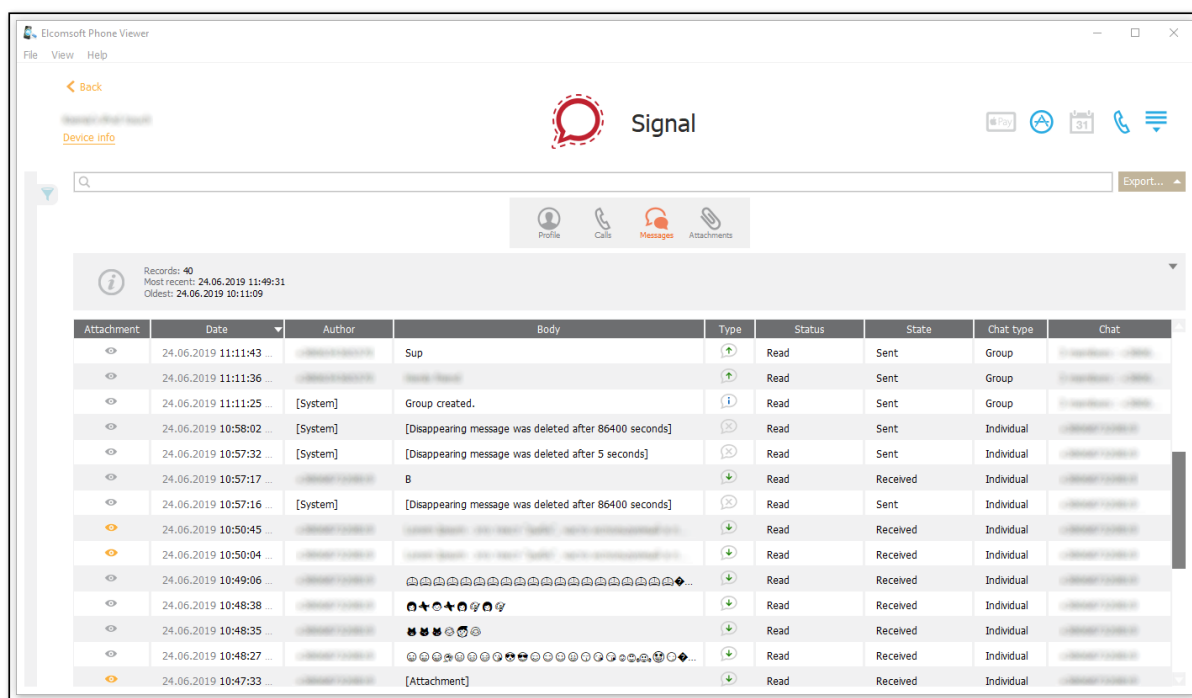 Elcomsoft Phone Viewer
File View Help
Back
Device info
Signal
Pay
31
Export...
Profile Calls Messages Attachments
Records: 40
Most recent: 24.06.2019 11:49:31
Oldest: 24.06.2019 10:11:09
Attachment Date Author Body Type Status State Chat type Chat
24.06.2019 11:11:43 ... Sup Read Sent Group
24.06.2019 11:11:36 ... Read Sent Group
24.06.2019 11:11:25 ... [System] Group created. Read Sent Group
24.06.2019 10:58:02 ... [System] [Disappearing message was deleted after 86400 seconds] Read Sent Individual
24.06.2019 10:57:32 ... [System] [Disappearing message was deleted after 5 seconds] Read Sent Individual
24.06.2019 10:57:17 ... B Read Received Individual
24.06.2019 10:57:16 ... [System] [Disappearing message was deleted after 86400 seconds] Read Sent Individual
24.06.2019 10:50:45 ... Read Received Individual
24.06.2019 10:50:04 ... Read Received Individual
24.06.2019 10:49:06 ... Read Received Individual
24.06.2019 10:48:38 ... Read Received Individual
24.06.2019 10:48:35 ... Read Received Individual
24.06.2019 10:48:27 ... Read Received Individual
24.06.2019 10:47:33 ... [Attachment] Read Received Individual